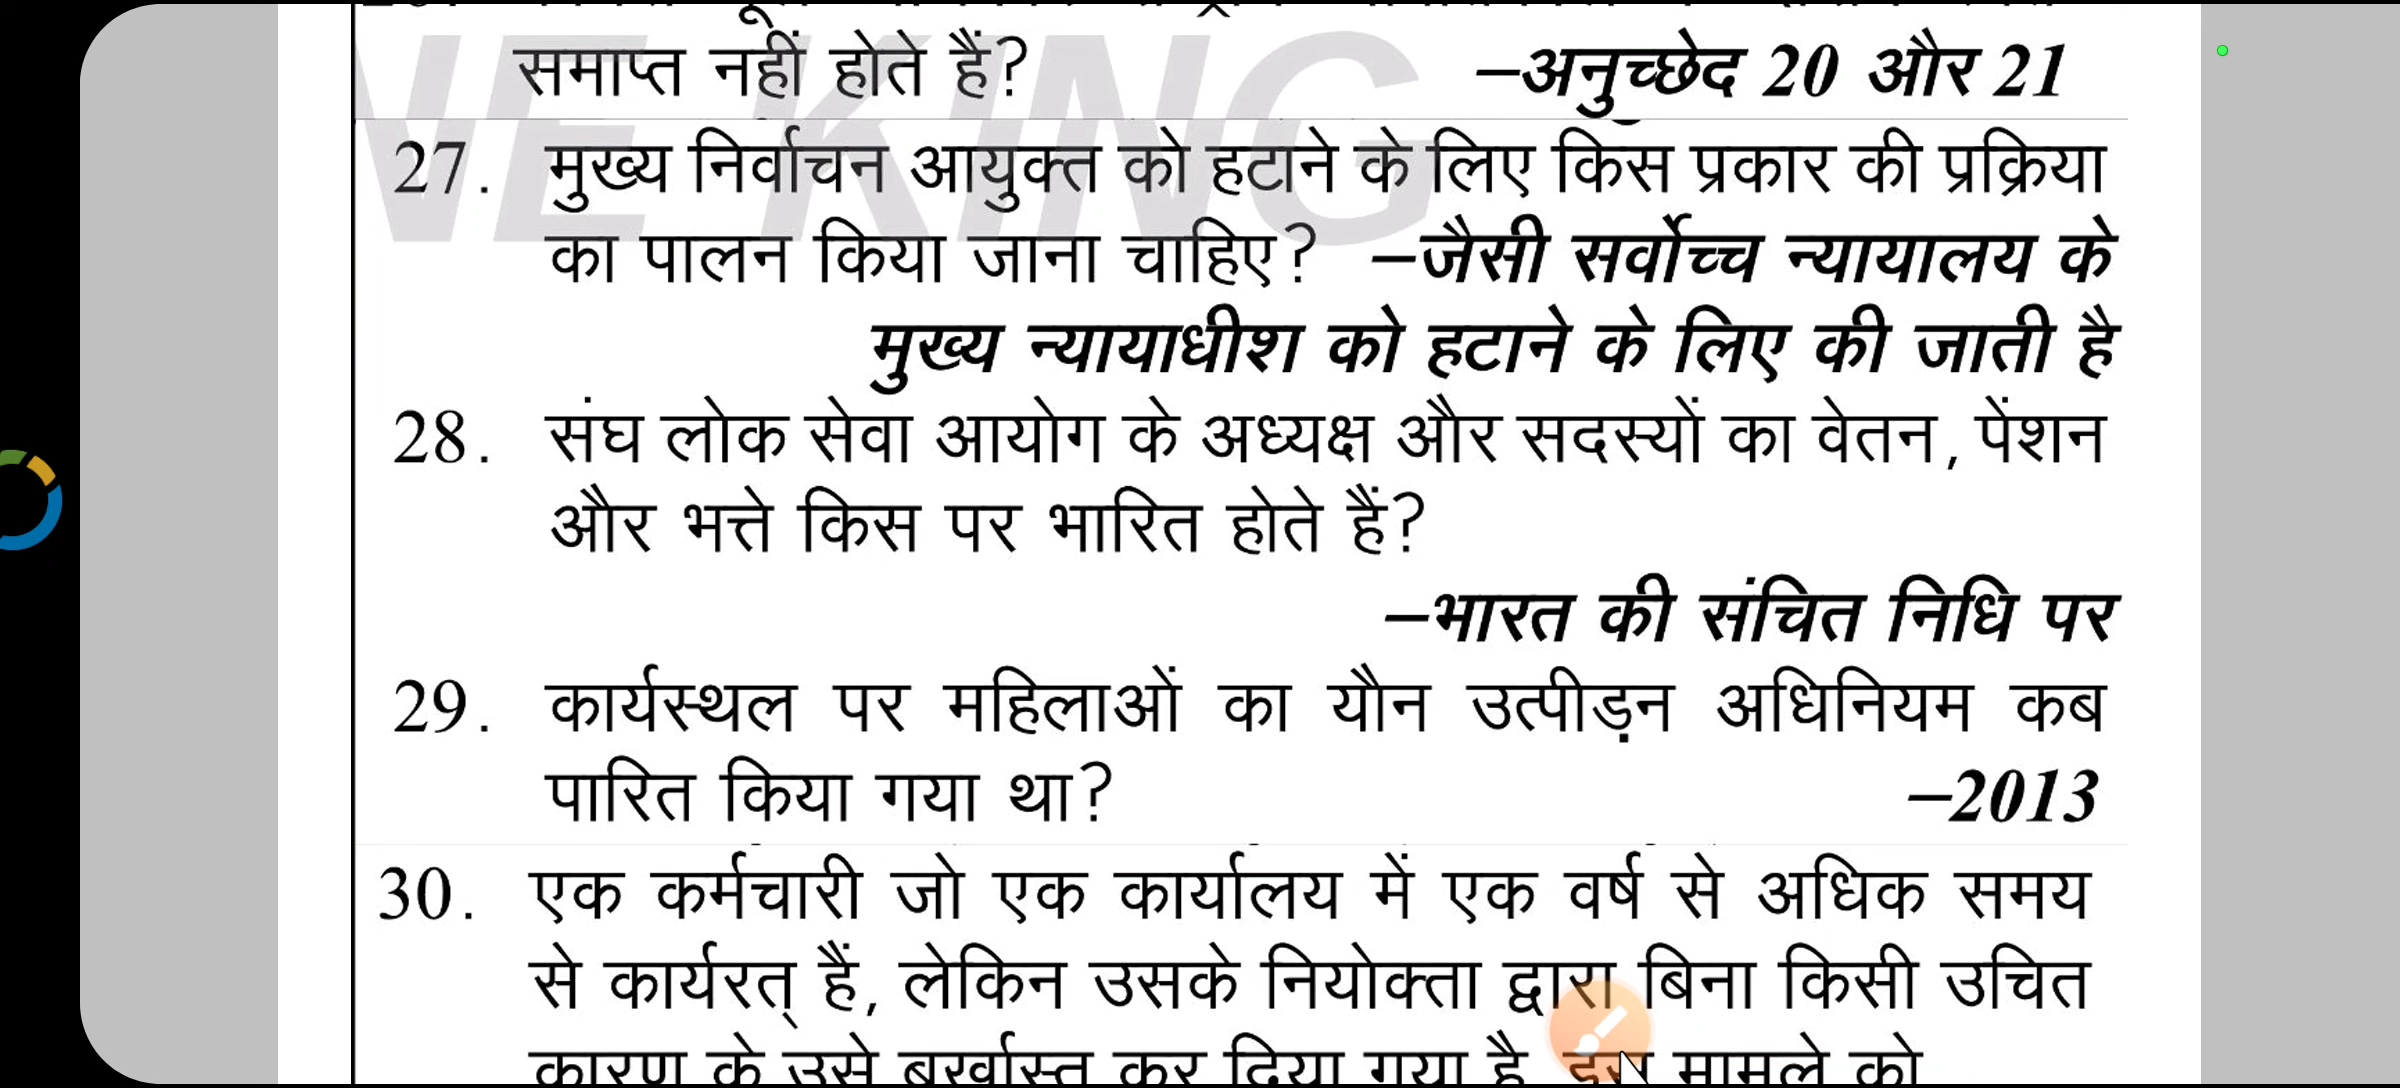 समाप्त नहीं होते हैं? –अनुच्छेद 20 और 21
27. मुख्य निर्वाचन आयुक्त को हटाने के लिए किस प्रकार की प्रक्रिया
का पालन किया जाना चाहिए? –जैसी सर्वोच्च न्यायालय के
मुख्य न्यायाधीश को हटाने के लिए की जाती है
28. संघ लोक सेवा आयोग के अध्यक्ष और सदस्यों का वेतन, पेंशन
और भत्ते किस पर भारित होते हैं?
–भारत की संचित निधि पर
29. कार्यस्थल पर महिलाओं का यौन उत्पीड़न अधिनियम कब
पारित किया गया था? –2013
30. एक कर्मचारी जो एक कार्यालय में एक वर्ष से अधिक समय
से कार्यरत् हैं, लेकिन उसके नियोक्ता द्वारा बिना किसी उचित
कारण के उसे बर्खास्त कर दिया गया है, इस मामले को
NE KING